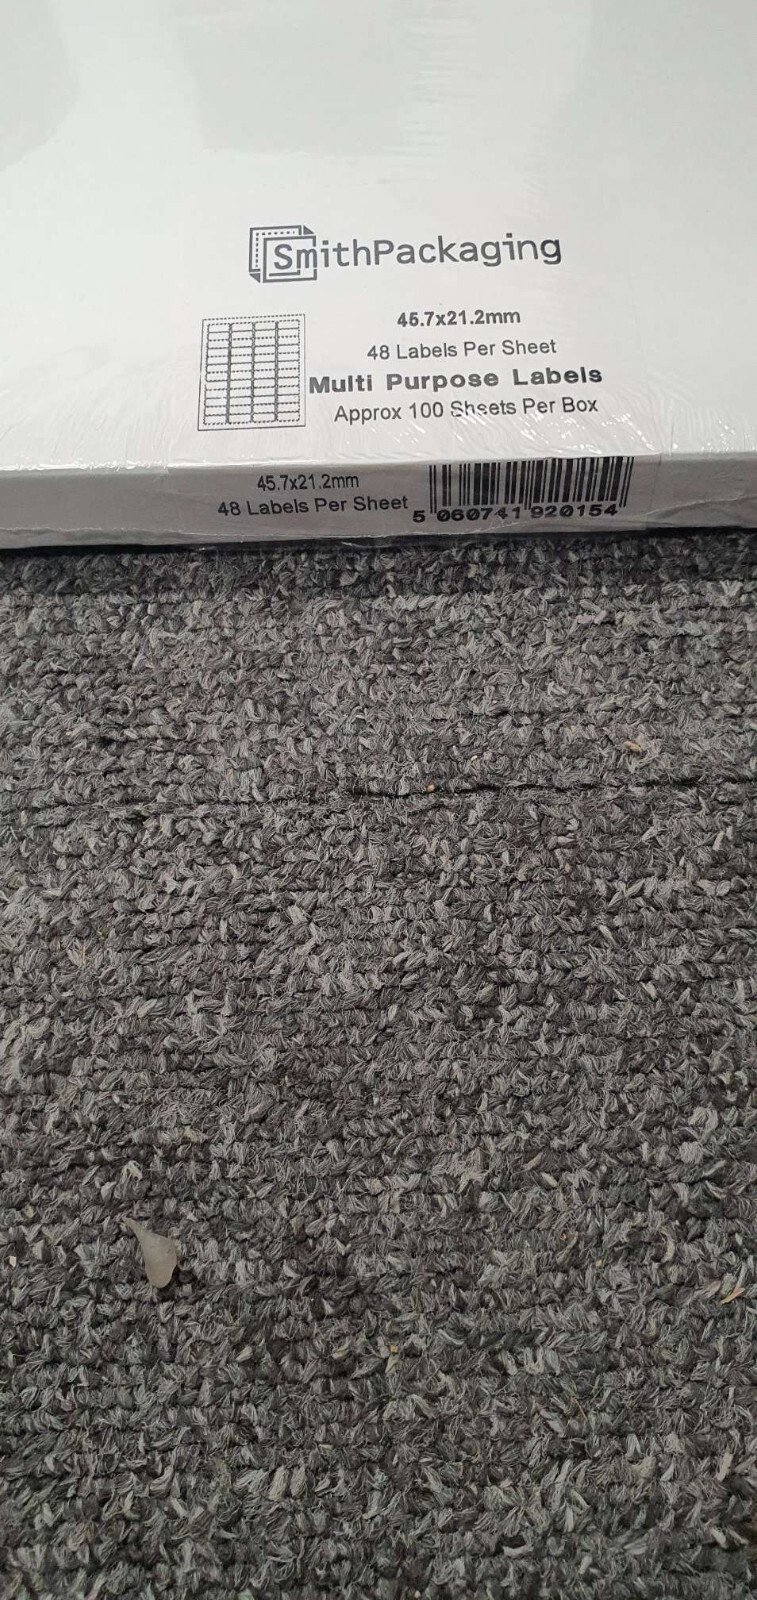 SmithPackaging
45.7x21.2mm
48 Labels Per Sheet
Multi Purpose Labels
Approx 100 Sheets Per Box
45.7x21.2mm
48 Labels Per Sheet
5 060741 920154